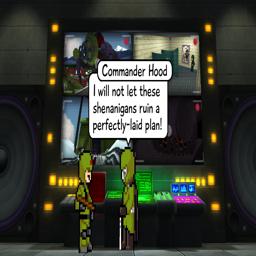 Commander Hood
I will not let these
shenanigans ruin a
perfectly-laid plan!